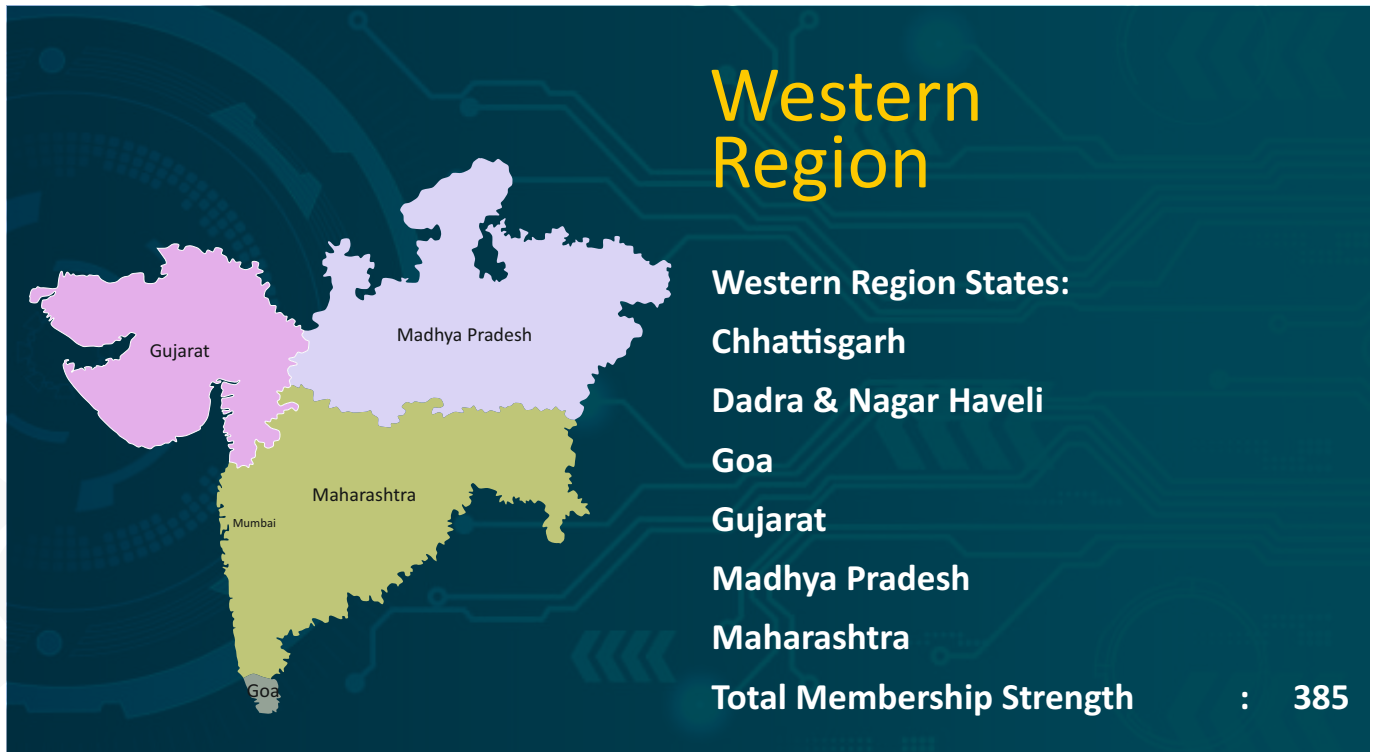 Western
Region
Madhya Pradesh
Gujarat
Maharashtra
Mumbai
Goa
Western Region States:
Chhattisgarh
Dadra & Nagar Haveli
Goa
Gujarat
Madhya Pradesh
Maharashtra
Total Membership Strength : 385